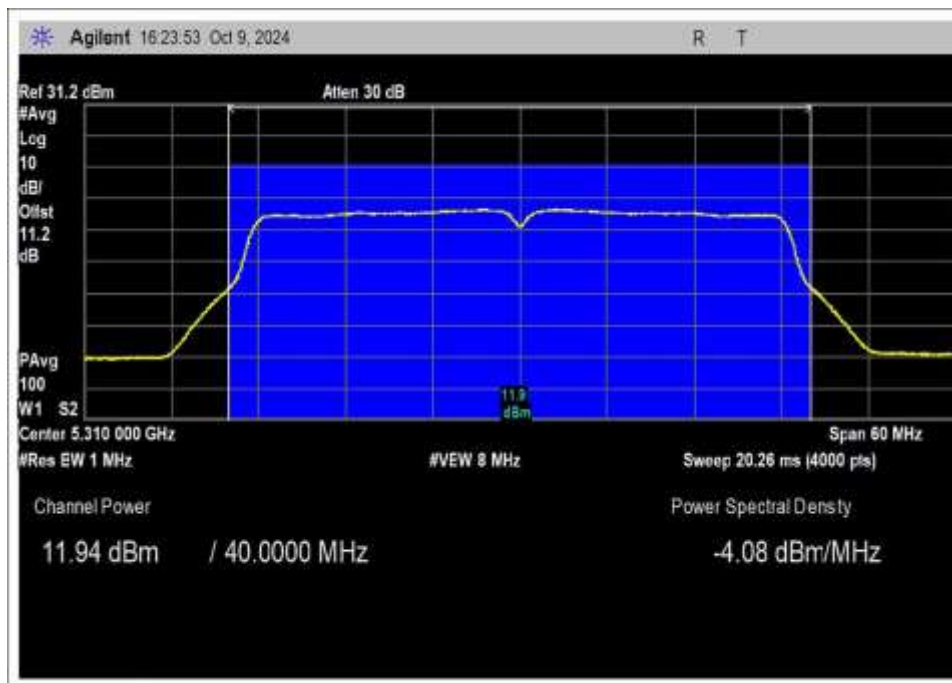 Agilent 16:23:53 Oct 9, 2024 R T
Ref 31.2 dBm Atten 30 dB
#Avg
Log
10
dB/
Offst
11.2
dB
PAvg
100
W1 S2
11.9
dBm
Center 5.310 000 GHz Span 60 MHz
#Res BW 1 MHz #VBW 8 MHz Sweep 20.26 ms (4000 pts)
Channel Power Power Spectral Density
11.94 dBm / 40.0000 MHz -4.08 dBm/MHz